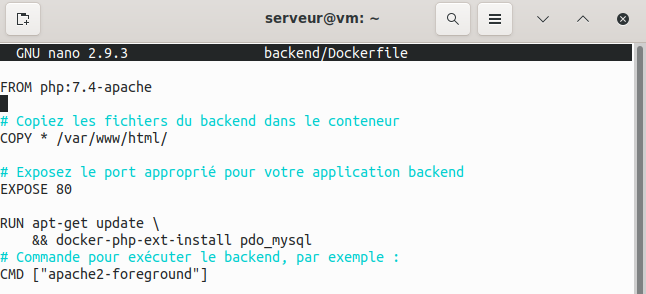 serveur@vm: ~
GNU nano 2.9.3 backend/Dockerfile
FROM php:7.4-apache
# Copiez les fichiers du backend dans le conteneur
COPY * /var/www/html/
# Exposez le port approprié pour votre application backend
EXPOSE 80
RUN apt-get update \
    && docker-php-ext-install pdo_mysql
# Commande pour exécuter le backend, par exemple :
CMD ["apache2-foreground"]